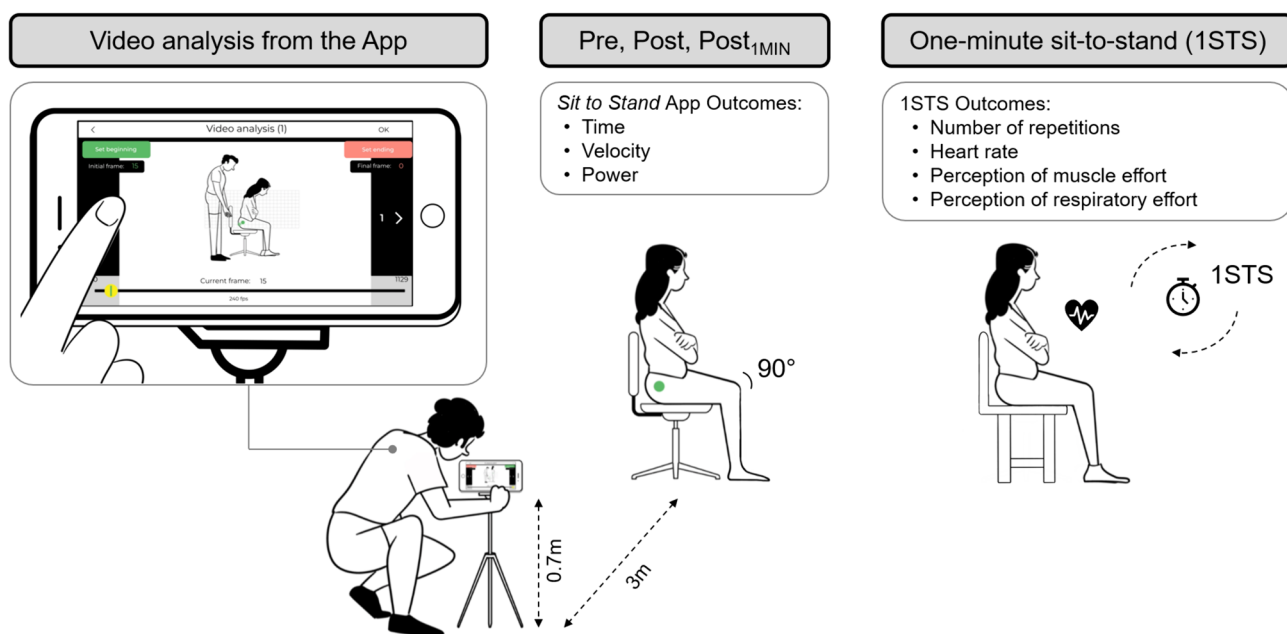 Video analysis from the App
Video analysis (1)
OK
Set beginning
Set ending
Initial frame: 15
Final frame: 0
1
Current frame: 15
1129
240 fps
0.7m
3m
Pre, Post, Post1MIN
Sit to Stand App Outcomes:
• Time
• Velocity
• Power
90°
One-minute sit-to-stand (1STS)
1STS Outcomes:
• Number of repetitions
• Heart rate
• Perception of muscle effort
• Perception of respiratory effort
1STS